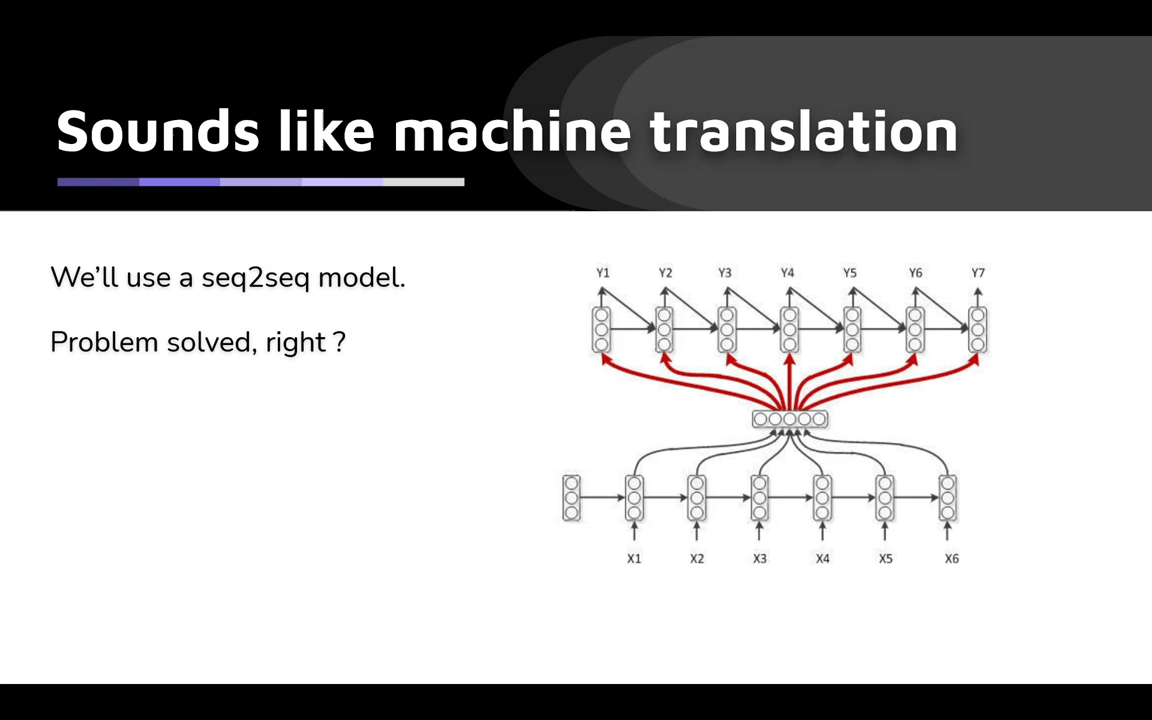 Sounds like machine translation
We’ll use a seq2seq model.
Problem solved, right ?
Y1 Y2 Y3 Y4 Y5 Y6 Y7
X1 X2 X3 X4 X5 X6